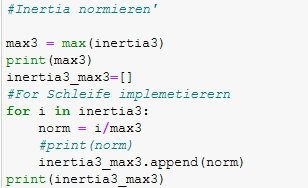 #Inertia normieren'
max3 = max(inertia3)
print(max3)
inertia3_max3=[]
#For Schleife implemetierern
for i in inertia3:
    norm = i/max3
    #print(norm)
    inertia3_max3.append(norm)
print(inertia3_max3)